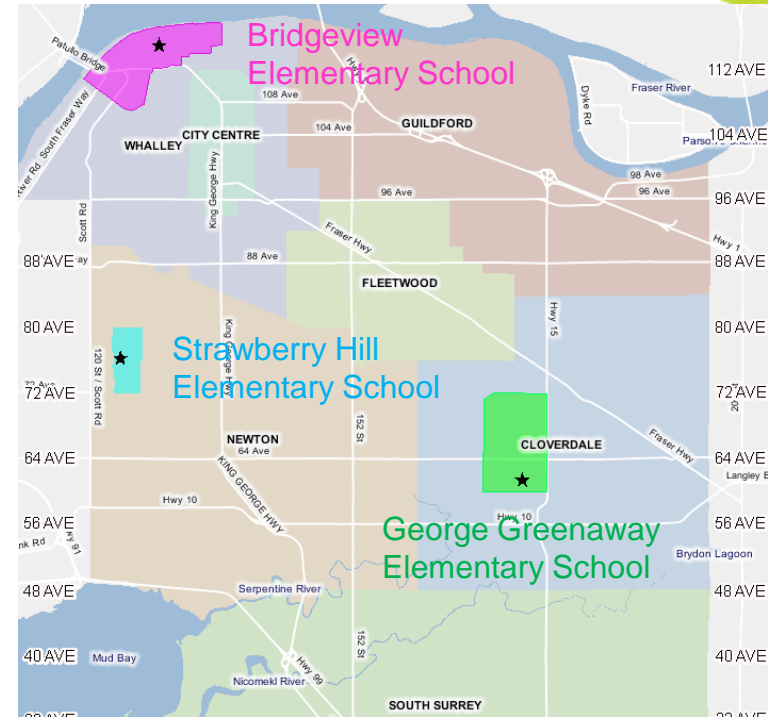 Bridgeview
Elementary School
Patullo Bridge
Hwy 1
112 AVE
Fraser River
Dyke Rd
108 Ave
104 Ave
GUILDFORD
CITY CENTRE
WHALLEY
104 AVE
South Fraser Way
98 Ave
96 Ave
96 Ave
96 AVE
King George Hwy
Scott Rd
Fraser Hwy
Hwy 1
88 AVE
88 Ave
88 AVE
FLEETWOOD
80 AVE
Hwy 15
80 AVE
King George Hwy
120 St / Scott Rd
Strawberry Hill
Elementary School
72 AVE
72 AVE
152 St
NEWTON
64 Ave
CLOVERDALE
Fraser Hwy
64 AVE
64 AVE
KING GEORGE HWY
Hwy 10
Hwy 10
56 AVE
56 AVE
George Greenaway
Elementary School
Brydon Lagoon
48 AVE
Serpentine River
48 AVE
152 St
40 AVE
Mud Bay
Hwy 99
40 AVE
Nicomekl River
SOUTH SURREY